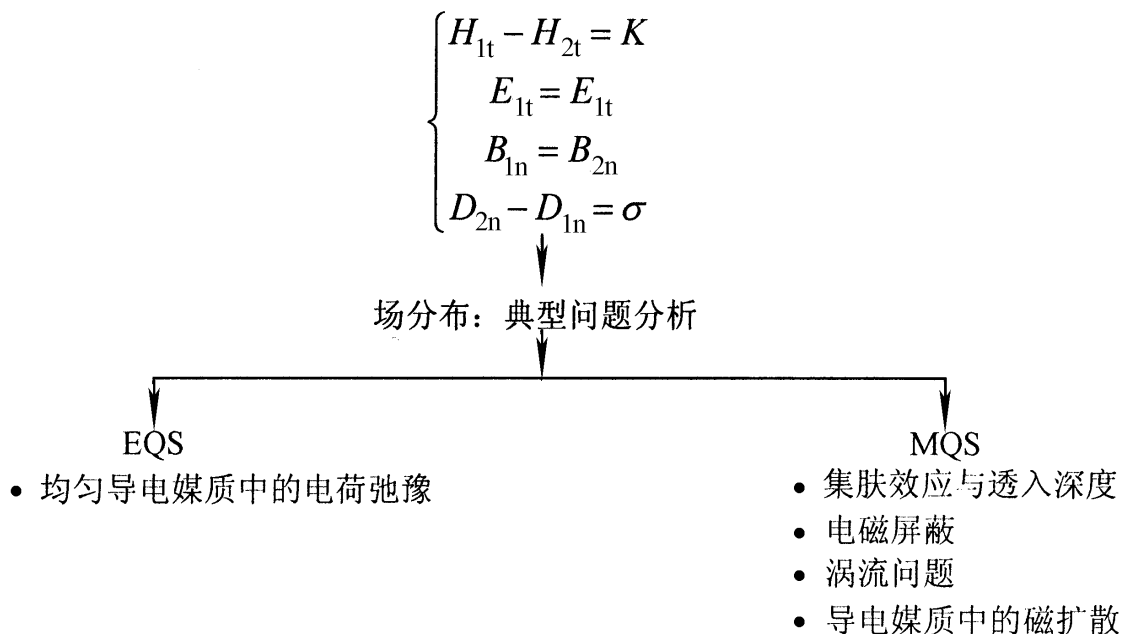 H₁ₜ − H₂ₜ = K
E₁ₜ = E₁ₜ
B₁ₙ = B₂ₙ
D₂ₙ − D₁ₙ = σ
场分布：典型问题分析
EQS
• 均匀导电媒质中的电荷弛豫
MQS
• 集肤效应与透入深度
• 电磁屏蔽
• 涡流问题
• 导电媒质中的磁扩散